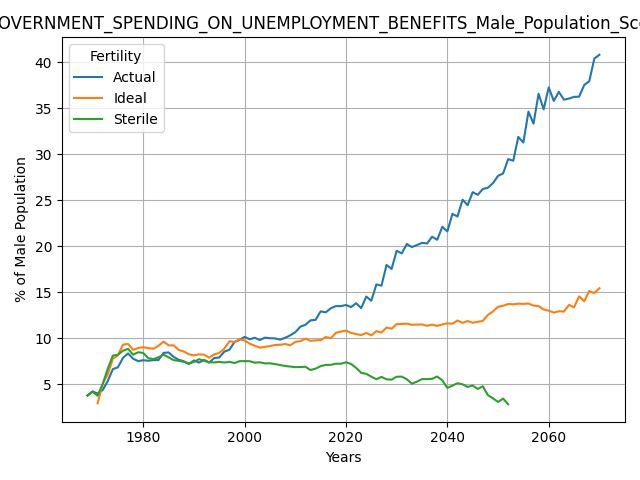 OVERNMENT_SPENDING_ON_UNEMPLOYMENT_BENEFITS_Male_Population_Sc
Fertility
Actual
Ideal
Sterile
% of Male Population
40
35
30
25
20
15
10
5
1980 2000 2020 2040 2060
Years